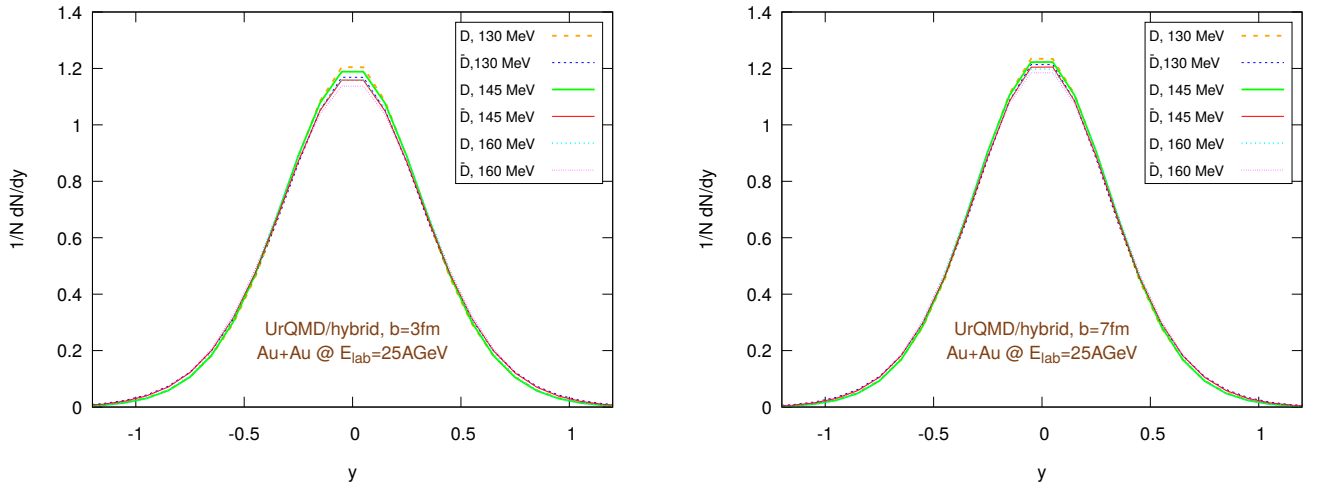 1/N dN/dy
1.4
1.2
1
0.8
0.6
0.4
0.2
0
-1
-0.5
0
0.5
1
y
D, 130 MeV
D̄,130 MeV
D, 145 MeV
D̄, 145 MeV
D, 160 MeV
D̄, 160 MeV
UrQMD/hybrid, b=3fm
Au+Au @ E_lab=25AGeV
1/N dN/dy
1.4
1.2
1
0.8
0.6
0.4
0.2
0
-1
-0.5
0
0.5
1
y
D, 130 MeV
D̄,130 MeV
D, 145 MeV
D̄, 145 MeV
D, 160 MeV
D̄, 160 MeV
UrQMD/hybrid, b=7fm
Au+Au @ E_lab=25AGeV